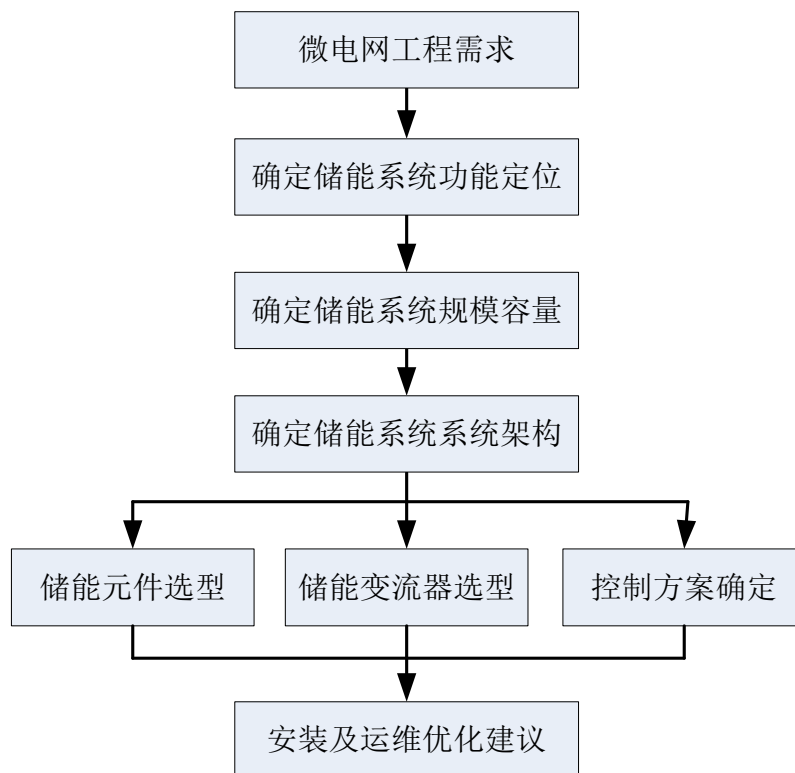 微电网工程需求
确定储能系统功能定位
确定储能系统规模容量
确定储能系统系统架构
储能元件选型
储能变流器选型
控制方案确定
安装及运维优化建议